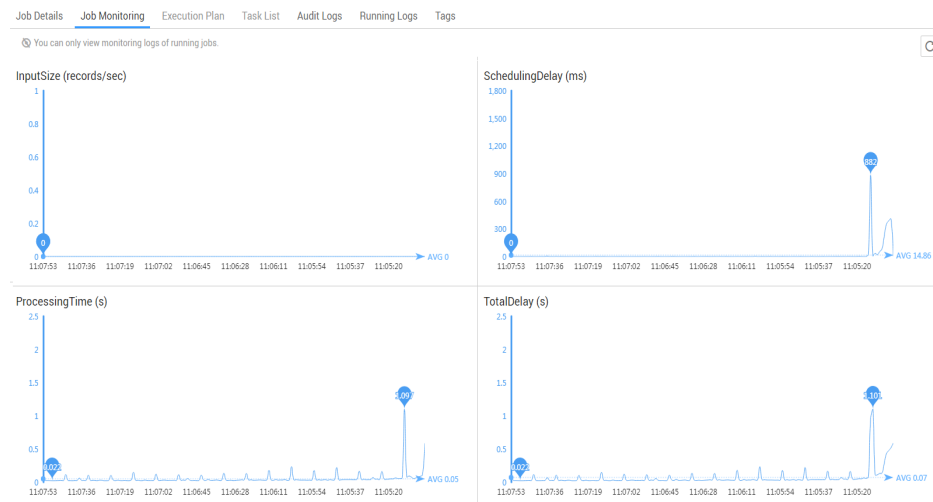 Job Details Job Monitoring Execution Plan Task List Audit Logs Running Logs Tags
You can only view monitoring logs of running jobs.
InputSize (records/sec)
1
0.8
0.6
0.4
0.2
0
0
AVG 0
11:07:53 11:07:36 11:07:19 11:07:02 11:06:45 11:06:28 11:06:11 11:05:54 11:05:37 11:05:20
SchedulingDelay (ms)
1,800
1,500
1,200
900
882
600
300
0
0
AVG 14.86
11:07:53 11:07:36 11:07:19 11:07:02 11:06:45 11:06:28 11:06:11 11:05:54 11:05:37 11:05:20
ProcessingTime (s)
2.5
2
1.5
1.097
1
0.5
0.022
0
AVG 0.05
11:07:53 11:07:36 11:07:19 11:07:02 11:06:45 11:06:28 11:06:11 11:05:54 11:05:37 11:05:20
TotalDelay (s)
2.5
2
1.5
1.101
1
0.5
0.022
0
AVG 0.07
11:07:53 11:07:36 11:07:19 11:07:02 11:06:45 11:06:28 11:06:11 11:05:54 11:05:37 11:05:20